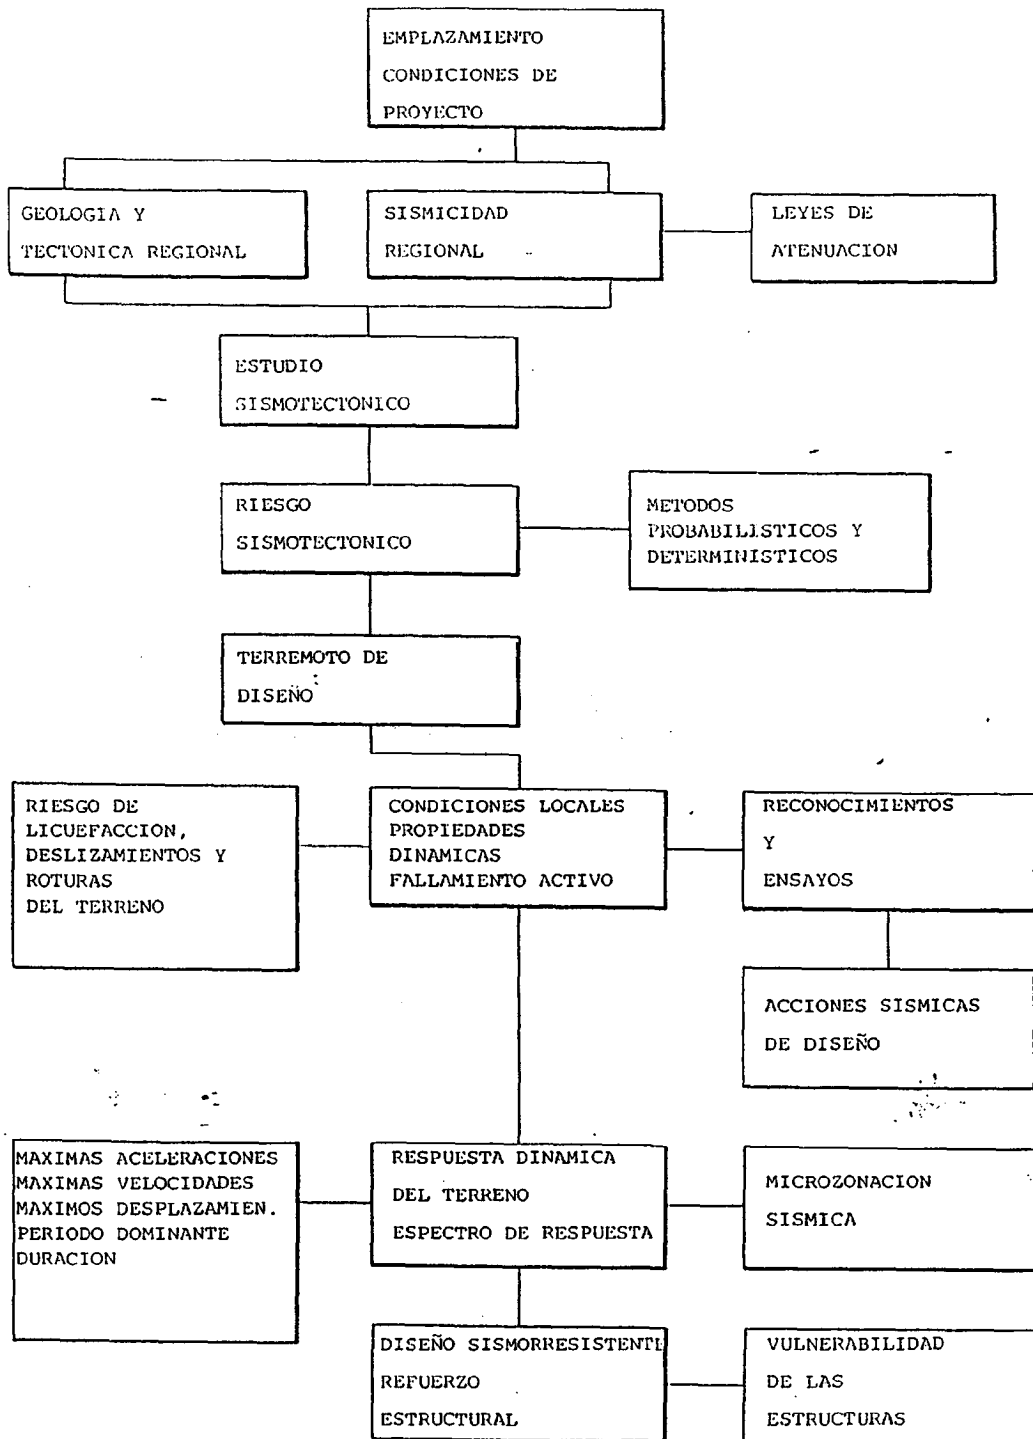 EMPLAZAMIENTO
CONDICIONES DE
PROYECTO
GEOLOGIA Y
TECTONICA REGIONAL
SISMICIDAD
REGIONAL
LEYES DE
ATENUACION
ESTUDIO
SISMOTECTONICO
RIESGO
SISMOTECTONICO
METODOS
PROBABILISTICOS Y
DETERMINISTICOS
TERREMOTO DE
DISEÑO
RIESGO DE
LICUEFACCION,
DESLIZAMIENTOS Y
ROTURAS
DEL TERRENO
CONDICIONES LOCALES
PROPIEDADES
DINAMICAS
FALLAMIENTO ACTIVO
RECONOCIMIENTOS
Y
ENSAYOS
ACCIONES SISMICAS
DE DISEÑO
MAXIMAS ACELERACIONES
MAXIMAS VELOCIDADES
MAXIMOS DESPLAZAMIEN.
PERIODO DOMINANTE
DURACION
RESPUESTA DINAMICA
DEL TERRENO
ESPECTRO DE RESPUESTA
MICROZONACION
SISMICA
DISEÑO SISMORRESISTENTE
REFUERZO
ESTRUCTURAL
VULNERABILIDAD
DE LAS
ESTRUCTURAS